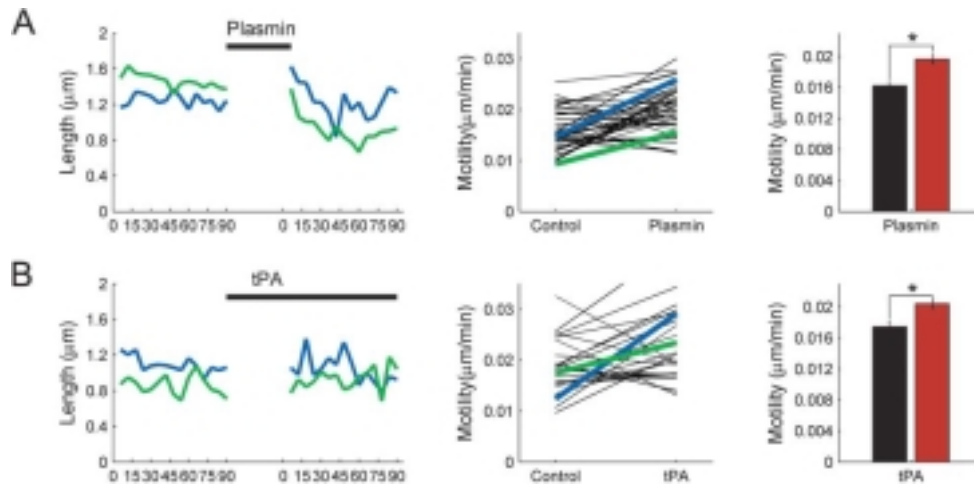 A
Plasmin
Length (μm)
2
1.6
1.2
0.8
0.4
0
0 15 30 45 60 75 90 0 15 30 45 60 75 90
Motility(μm/min)
0.03
0.02
0.01
0
Control Plasmin
Motility (μm/min)
0.02
0.016
0.012
0.008
0.004
0
*
Plasmin
B
tPA
Length (μm)
2
1.6
1.2
0.8
0.4
0
0 15 30 45 60 75 90 0 15 30 45 60 75 90
Motility(μm/min)
0.03
0.02
0.01
0
Control tPA
Motility (μm/min)
0.02
0.016
0.012
0.008
0.004
0
*
tPA